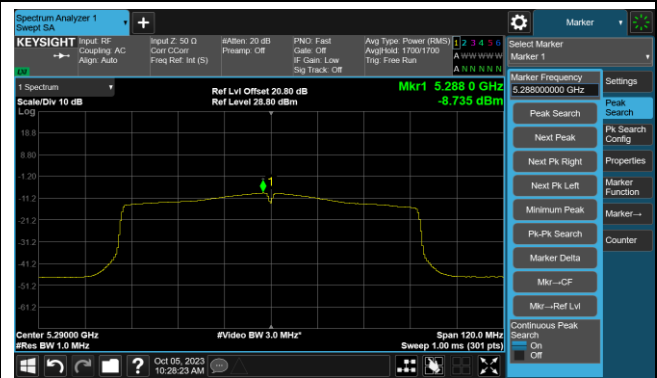 Spectrum Analyzer 1
Swept SA
Marker
KEYSIGHT
Input: RF
Coupling: AC
Align: Auto
Input Z: 50 Ω
Corr CCorr
Freq Ref: Int (S)
#Atten: 20 dB
Preamp: Off
PNO: Fast
Gate: Off
IF Gain: Low
Sig Track: Off
Avg Type: Power (RMS)
Avg|Hold: 1700/1700
Trig: Free Run
1 2 3 4 5 6
A W W W W W
A N N N N N
LXI
Select Marker
Marker 1
1 Spectrum
Scale/Div 10 dB
Log
Ref Lvl Offset 20.80 dB
Ref Level 28.80 dBm
Mkr1 5.288 0 GHz
-8.735 dBm
18.8
8.80
-1.20
-11.2
-21.2
-31.2
-41.2
-51.2
-61.2
1
Center 5.29000 GHz
#Res BW 1.0 MHz
#Video BW 3.0 MHz*
Span 120.0 MHz
Sweep 1.00 ms (301 pts)
Marker Frequency
5.288000000 GHz
Peak Search
Next Peak
Next Pk Right
Next Pk Left
Minimum Peak
Pk-Pk Search
Marker Delta
Mkr→CF
Mkr→Ref Lvl
Continuous Peak
Search
On
Off
Settings
Peak
Search
Pk Search
Config
Properties
Marker
Function
Marker→
Counter
?
Oct 05, 2023
10:28:23 AM